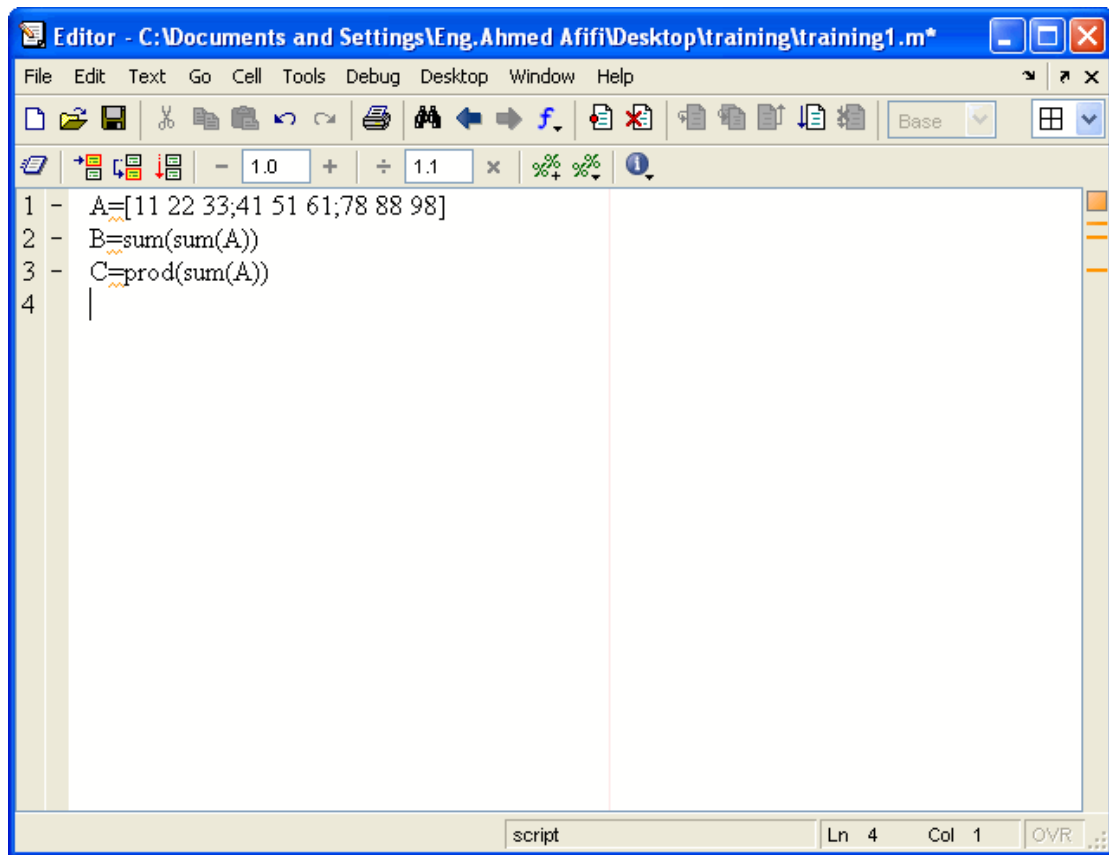 Editor - C:\Documents and Settings\Eng.Ahmed Afifi\Desktop\training\training1.m*
File Edit Text Go Cell Tools Debug Desktop Window Help
Base
- 1.0 + ÷ 1.1 ×
1 - A=[11 22 33;41 51 61;78 88 98]
2 - B=sum(sum(A))
3 - C=prod(sum(A))
4
script Ln 4 Col 1 OVR